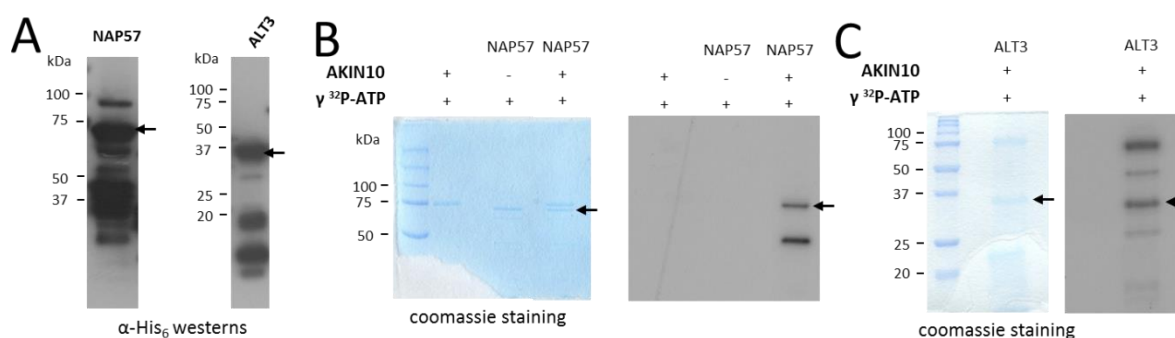 A
NAP57
ALT3
kDa
kDa
100
75
50
37
100
75
50
37
25
20
α-His6 westerns
B
NAP57 NAP57
AKIN10 + - +
γ 32P-ATP + + +
kDa
100
75
50
coomassie staining
NAP57 NAP57
+ - +
+ + +
C
ALT3 ALT3
AKIN10 + +
γ 32P-ATP + +
100
75
50
37
25
20
coomassie staining